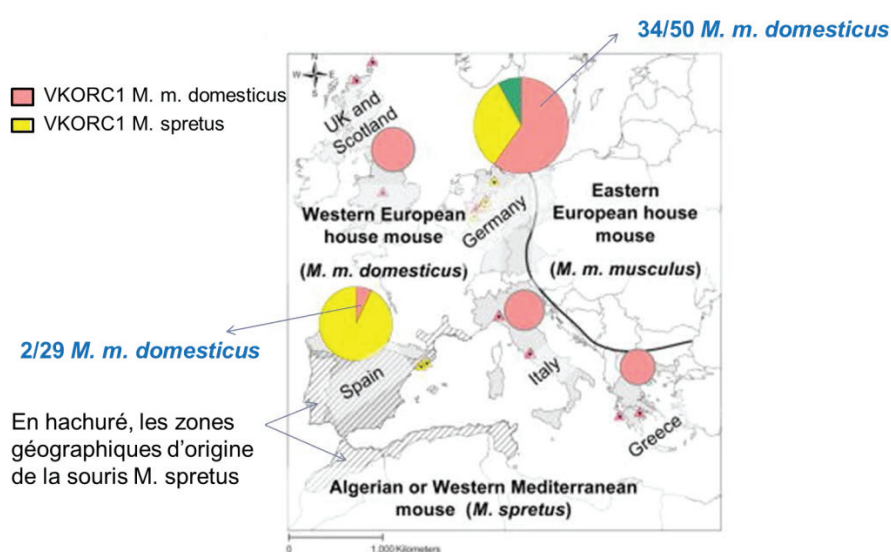 34/50 M. m. domesticus
VKORC1 M. m. domesticus
VKORC1 M. spretus
N
W
E
S
UK and
Scotland
Western European
house mouse
(M. m. domesticus)
Germany
Eastern
European house
mouse
(M. m. musculus)
2/29 M. m. domesticus
Spain
Italy
Greece
En hachuré, les zones
géographiques d’origine
de la souris M. spretus
Algerian or Western Mediterranean
mouse (M. spretus)
0
1.000 Kilometers